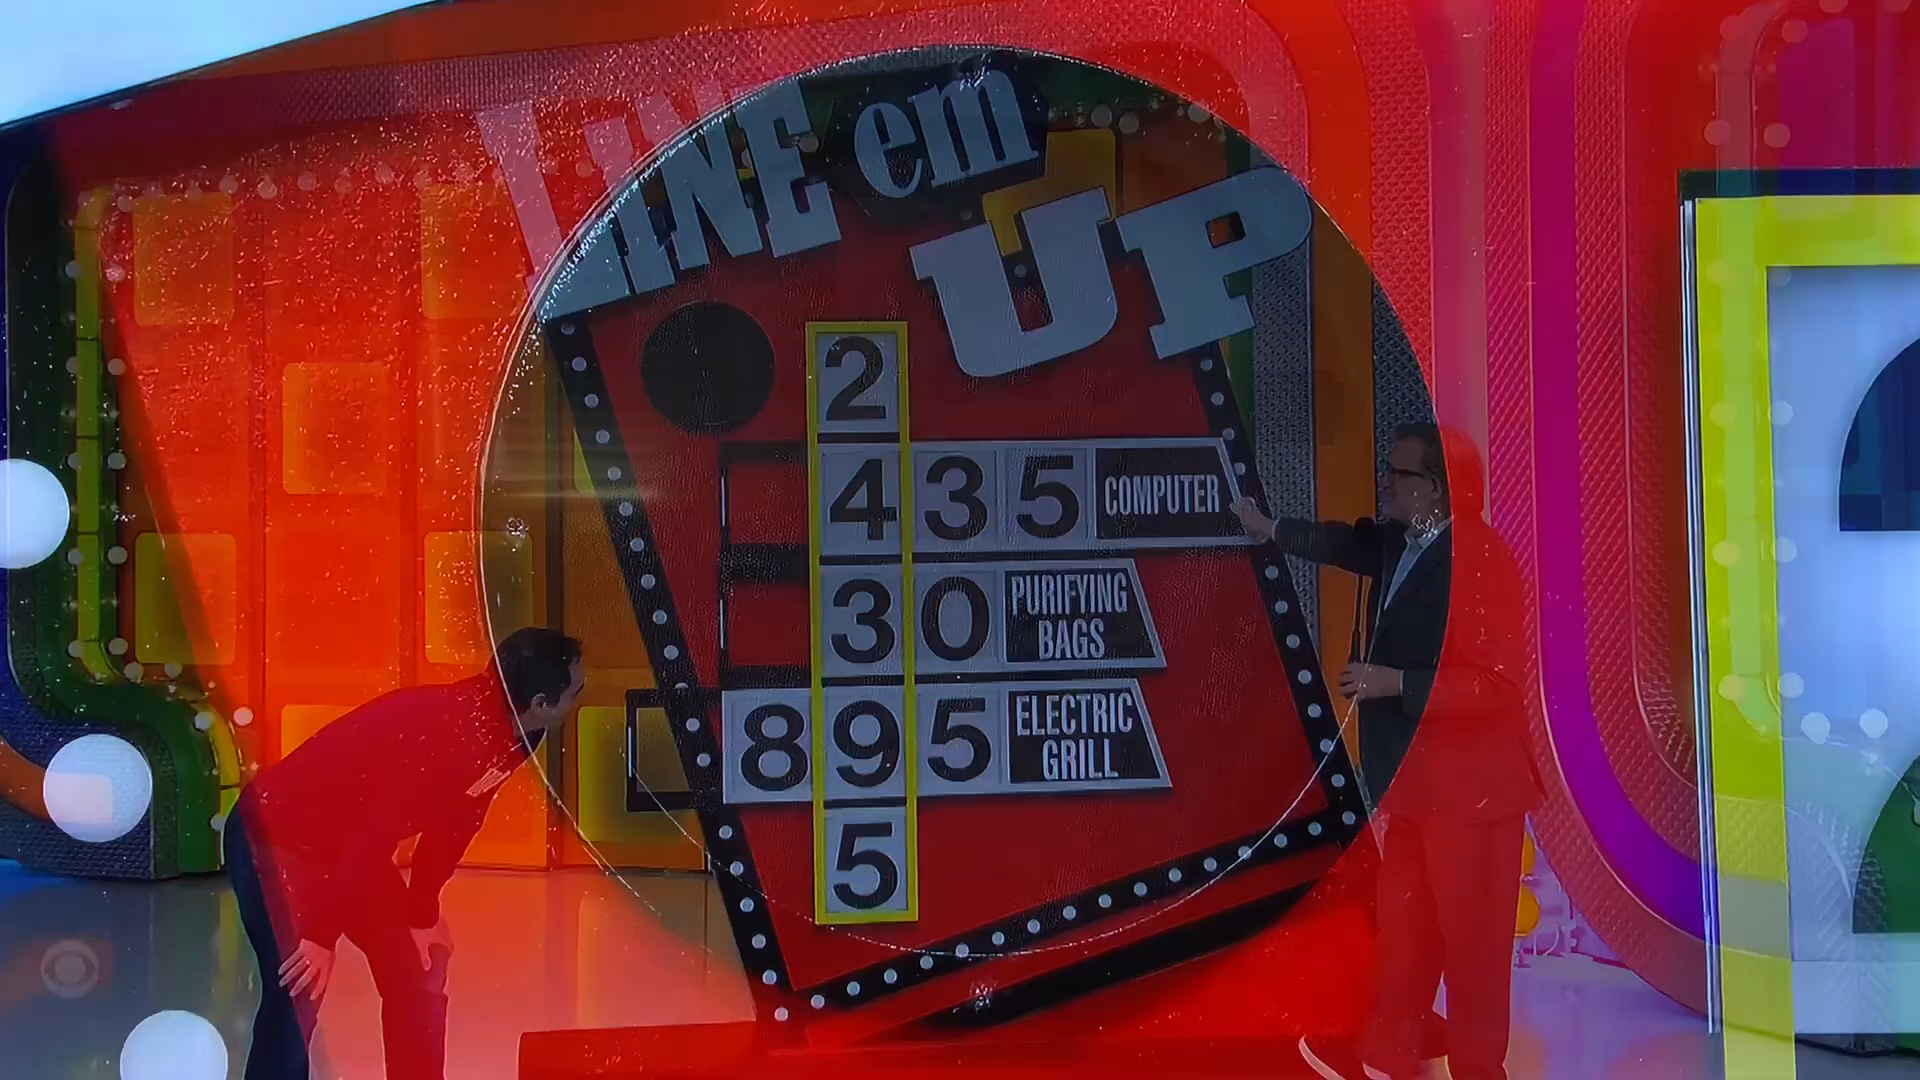 LINE em
UP
2
435 COMPUTER
30 PURIFYING
BAGS
895 ELECTRIC
GRILL
5